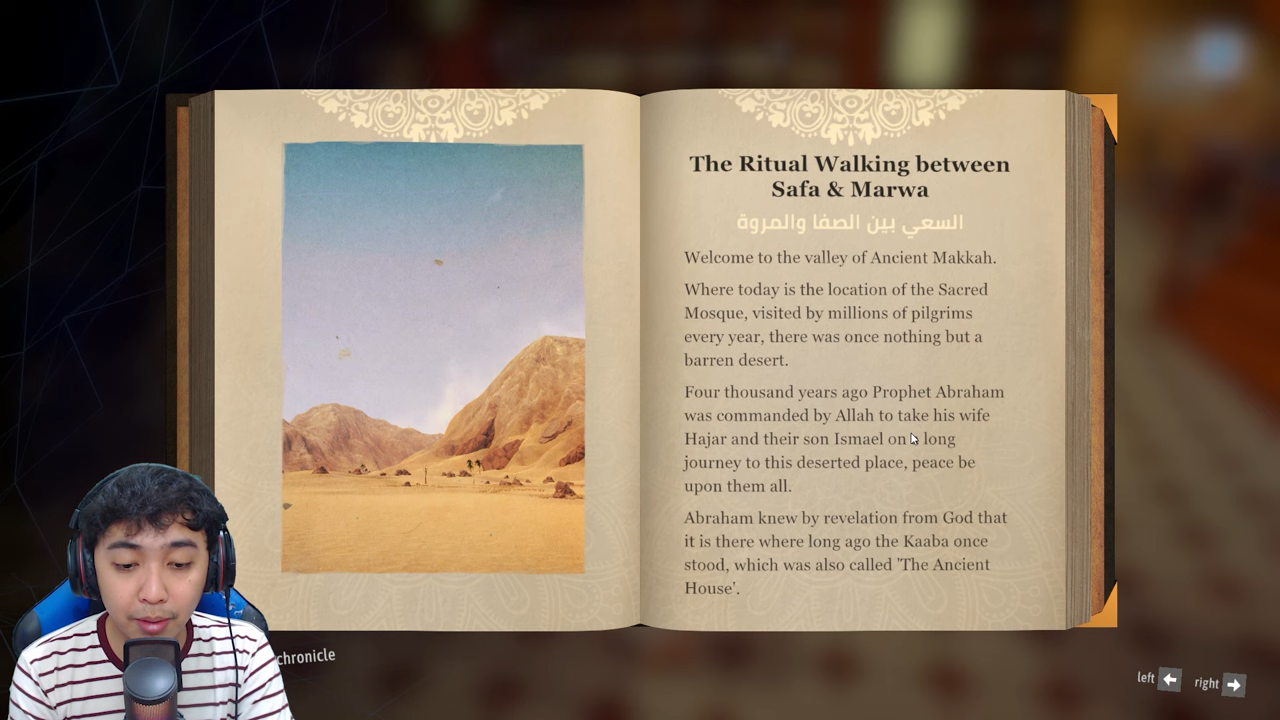 The Ritual Walking between
Safa & Marwa
السعي بين الصفا والمروة
Welcome to the valley of Ancient Makkah.
Where today is the location of the Sacred
Mosque, visited by millions of pilgrims
every year, there was once nothing but a
barren desert.
Four thousand years ago Prophet Abraham
was commanded by Allah to take his wife
Hajar and their son Ismael on long
journey to this deserted place, peace be
upon them all.
Abraham knew by revelation from God that
it is there where long ago the Kaaba once
stood, which was also called 'The Ancient
House'.
chronicle
left
right